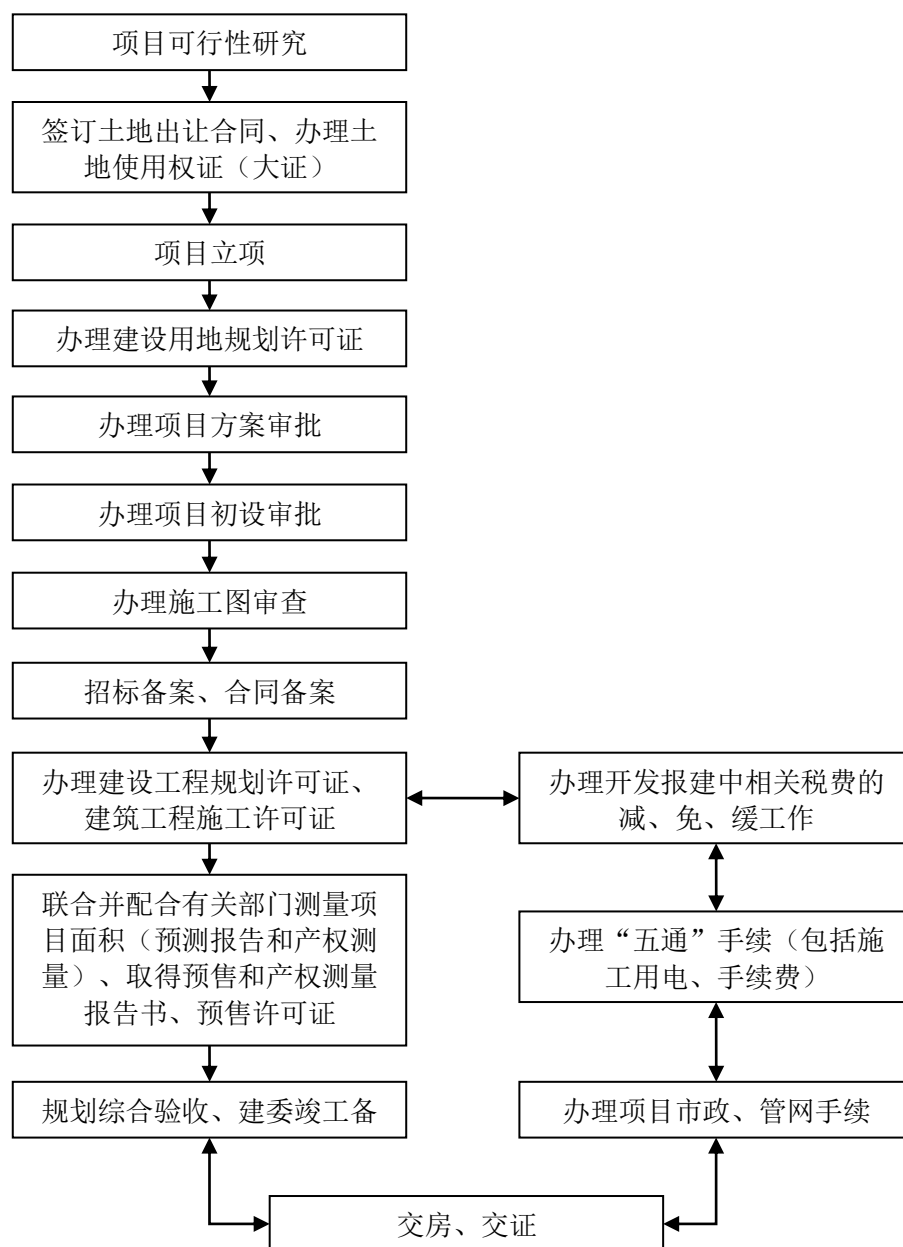 项目可行性研究
签订土地出让合同、办理土
地使用权证（大证）
项目立项
办理建设用地规划许可证
办理项目方案审批
办理项目初设审批
办理施工图审查
招标备案、合同备案
办理建设工程规划许可证、
建筑工程施工许可证
办理开发报建中相关税费的
减、免、缓工作
联合并配合有关部门测量项
目面积（预测报告和产权测
量）、取得预售和产权测量
报告书、预售许可证
办理“五通”手续（包括施
工用电、手续费）
规划综合验收、建委竣工备
办理项目市政、管网手续
交房、交证